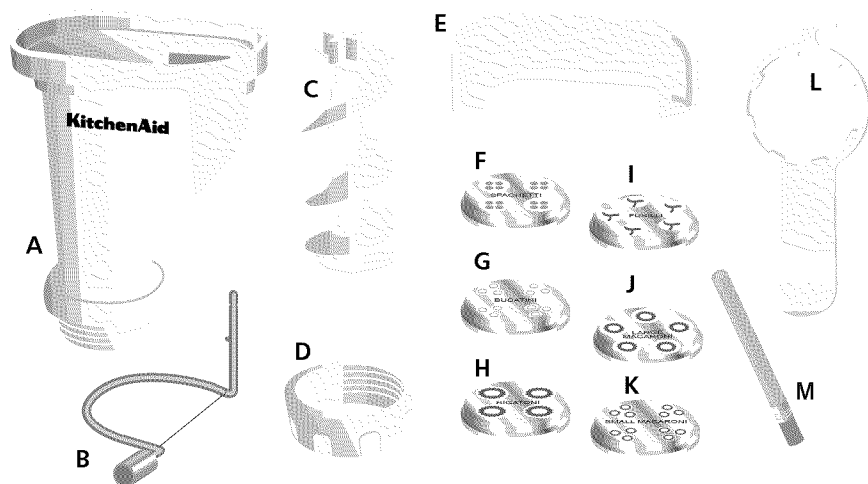 E
C
L
KitchenAid
F
I
SPAGHETTI
FUSILLI
A
G
J
BUCATINI
LARGE
MACARONI
D
H
K
RIGATONI
SMALL MACARONI
M
B